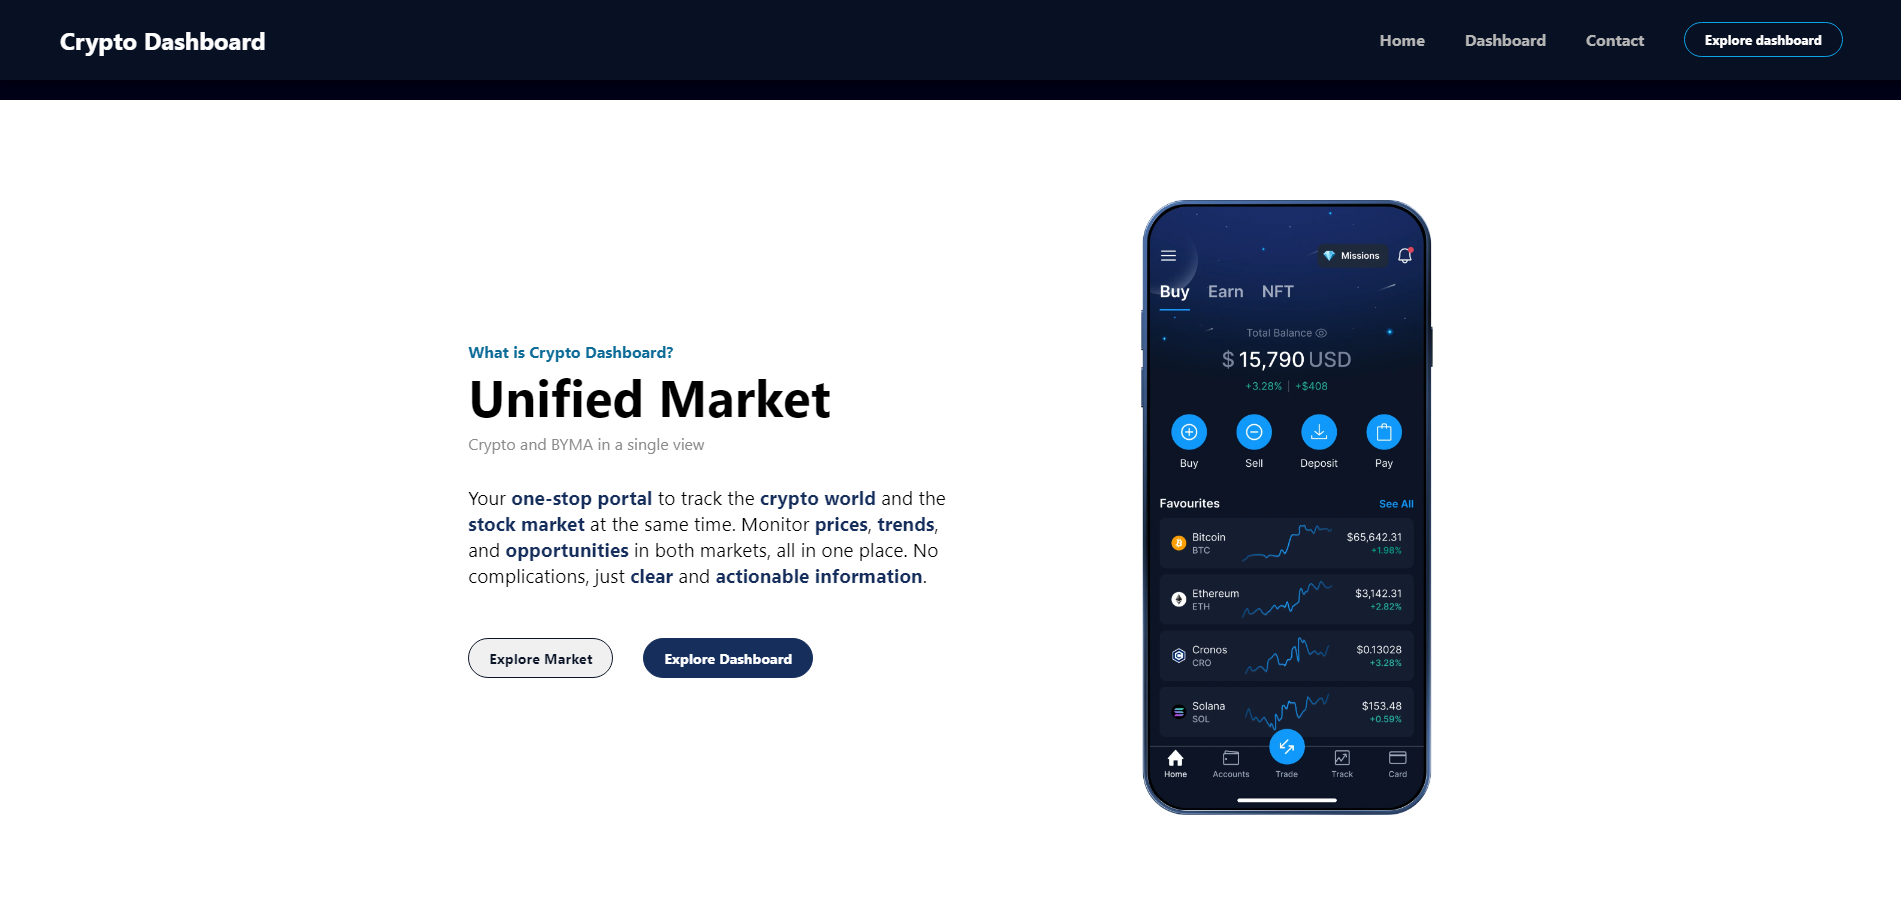 Crypto Dashboard
Home Dashboard Contact Explore dashboard
What is Crypto Dashboard?
Unified Market
Crypto and BYMA in a single view
Your one-stop portal to track the crypto world and the
stock market at the same time. Monitor prices, trends,
and opportunities in both markets, all in one place. No
complications, just clear and actionable information.
Explore Market Explore Dashboard
Missions
Buy Earn NFT
Total Balance
$ 15,790 USD
+3.28% | +$408
Buy Sell Deposit Pay
Favourites See All
Bitcoin $65,642.31
BTC +1.98%
Ethereum $3,142.31
ETH +2.82%
Cronos $0.13028
CRO +3.28%
Solana $153.48
SOL +0.59%
Home Accounts Trade Track Card